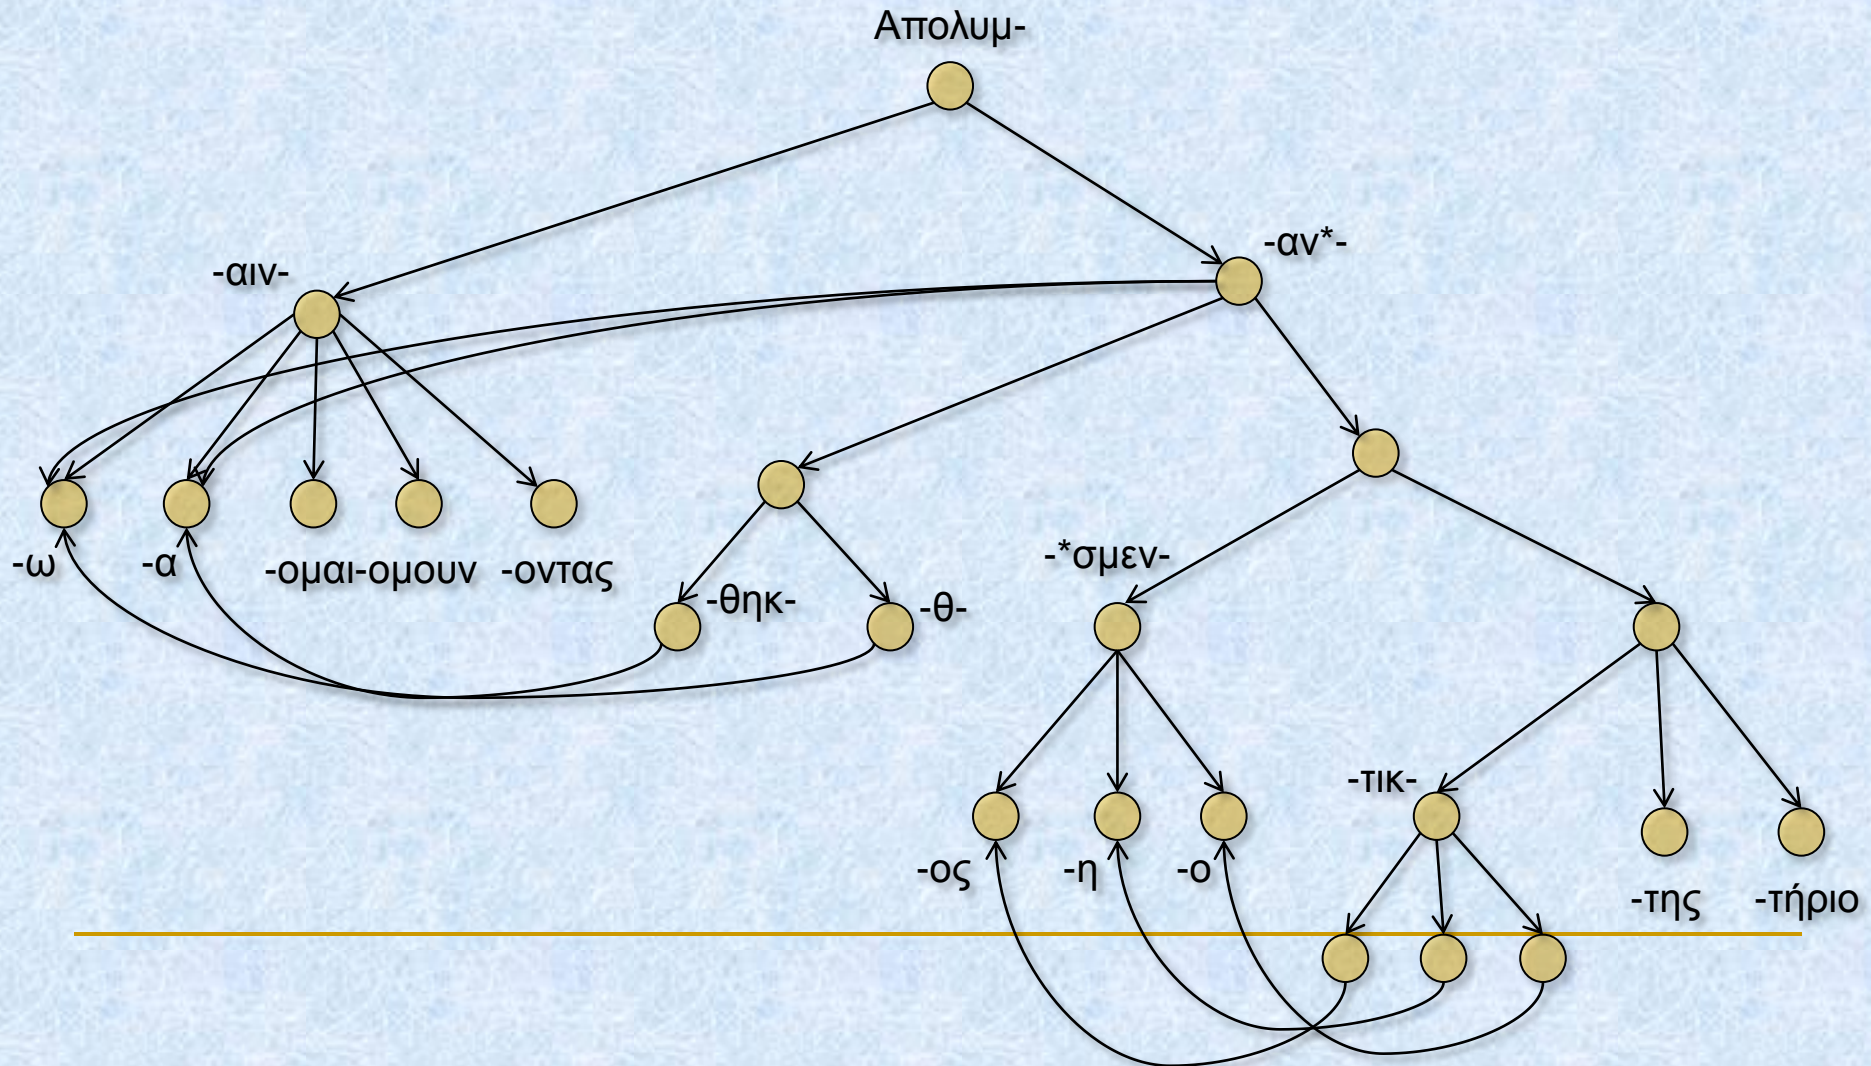 Απολυμ-
-αν*-
-αιν-
-*σμεν-
-ω
-α
-ομαι
-ομουν
-οντας
-θηκ-
-θ-
-τικ-
-ος
-η
-ο
-της
-τήριο